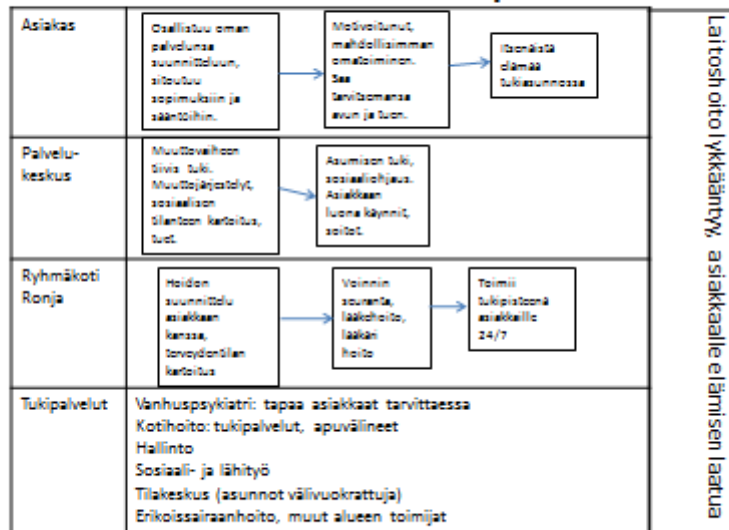 Asiakas
Osallistuu oman
palvelunsa
suunnitteluun,
sitoutuu
sopimuksiin ja
sääntöihin.
Motivoitunut,
mahdollisimman
omatoiminen.
Saa
tarvitsemansa
avun ja tuen.
Itsenäistä
elämää
tukiasunnossa
Palvelu-
keskus
Muuttovaiheen
tiivis tuki.
Muuttojärjestelyt,
sosiaalisen
tilanteen kartoitus,
tuet.
Asumisen tuki,
sosiaaliohjaus.
Asiakkaan
luona käynnit,
soitot.
Ryhmäkoti
Ronja
Hoidon
suunnittelu
asiakkaan
kanssa,
terveydentilan
kartoitus
Voinnin
seuranta,
lääkehoito,
lääkäri
hoito
Toimii
tukipisteenä
asiakkaille
24/7
Tukipalvelut
Vanhuspsykiatri: tapaa asiakkaat tarvittaessa
Kotihoito: tukipalvelut, apuvälineet
Hallinto
Sosiaali- ja lähityö
Tilakeskus (asunnot välivuokrattuja)
Erikoissairaanhoito, muut alueen toimijat
Laitoshoito lykkääntyy, asiakkaalle elämisen laatua